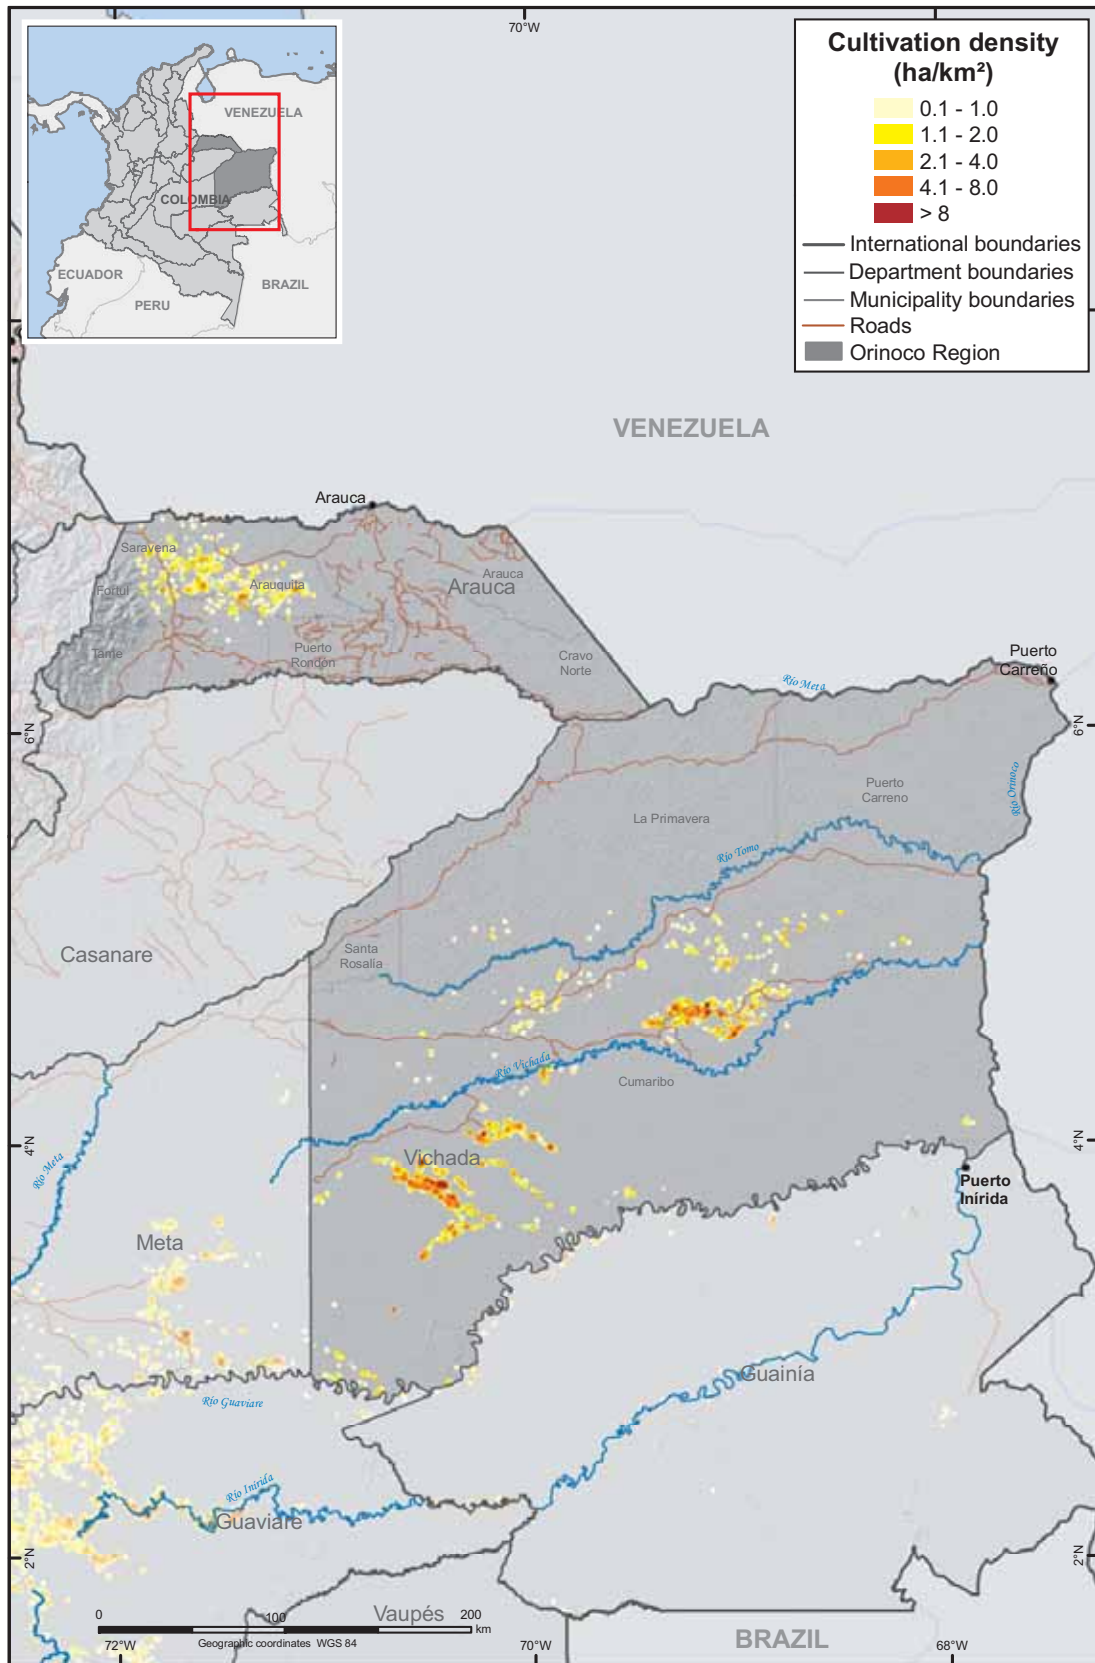 70°W
Cultivation density
(ha/km²)
0.1 - 1.0
1.1 - 2.0
2.1 - 4.0
4.1 - 8.0
> 8
International boundaries
Department boundaries
Municipality boundaries
Roads
Orinoco Region
VENEZUELA
COLOMBIA
ECUADOR
PERU
BRAZIL
VENEZUELA
Arauca
Saravena
Arauquita
Arauca
Arauca
Fortul
Tame
Puerto
Rondón
Cravo
Norte
Puerto
Carreño
Río Meta
6°N
6°N
Puerto
Carreno
Río Orinoco
La Primavera
Río Tomo
Santa
Rosalía
Casanare
Río Vichada
Cumaribo
4°N
4°N
Río Meta
Vichada
Puerto
Inírida
Meta
Guainía
Río Guaviare
Río Inírida
Guaviare
2°N
2°N
Vaupés
0
100
200
km
Geographic coordinates WGS 84
BRAZIL
72°W
70°W
68°W